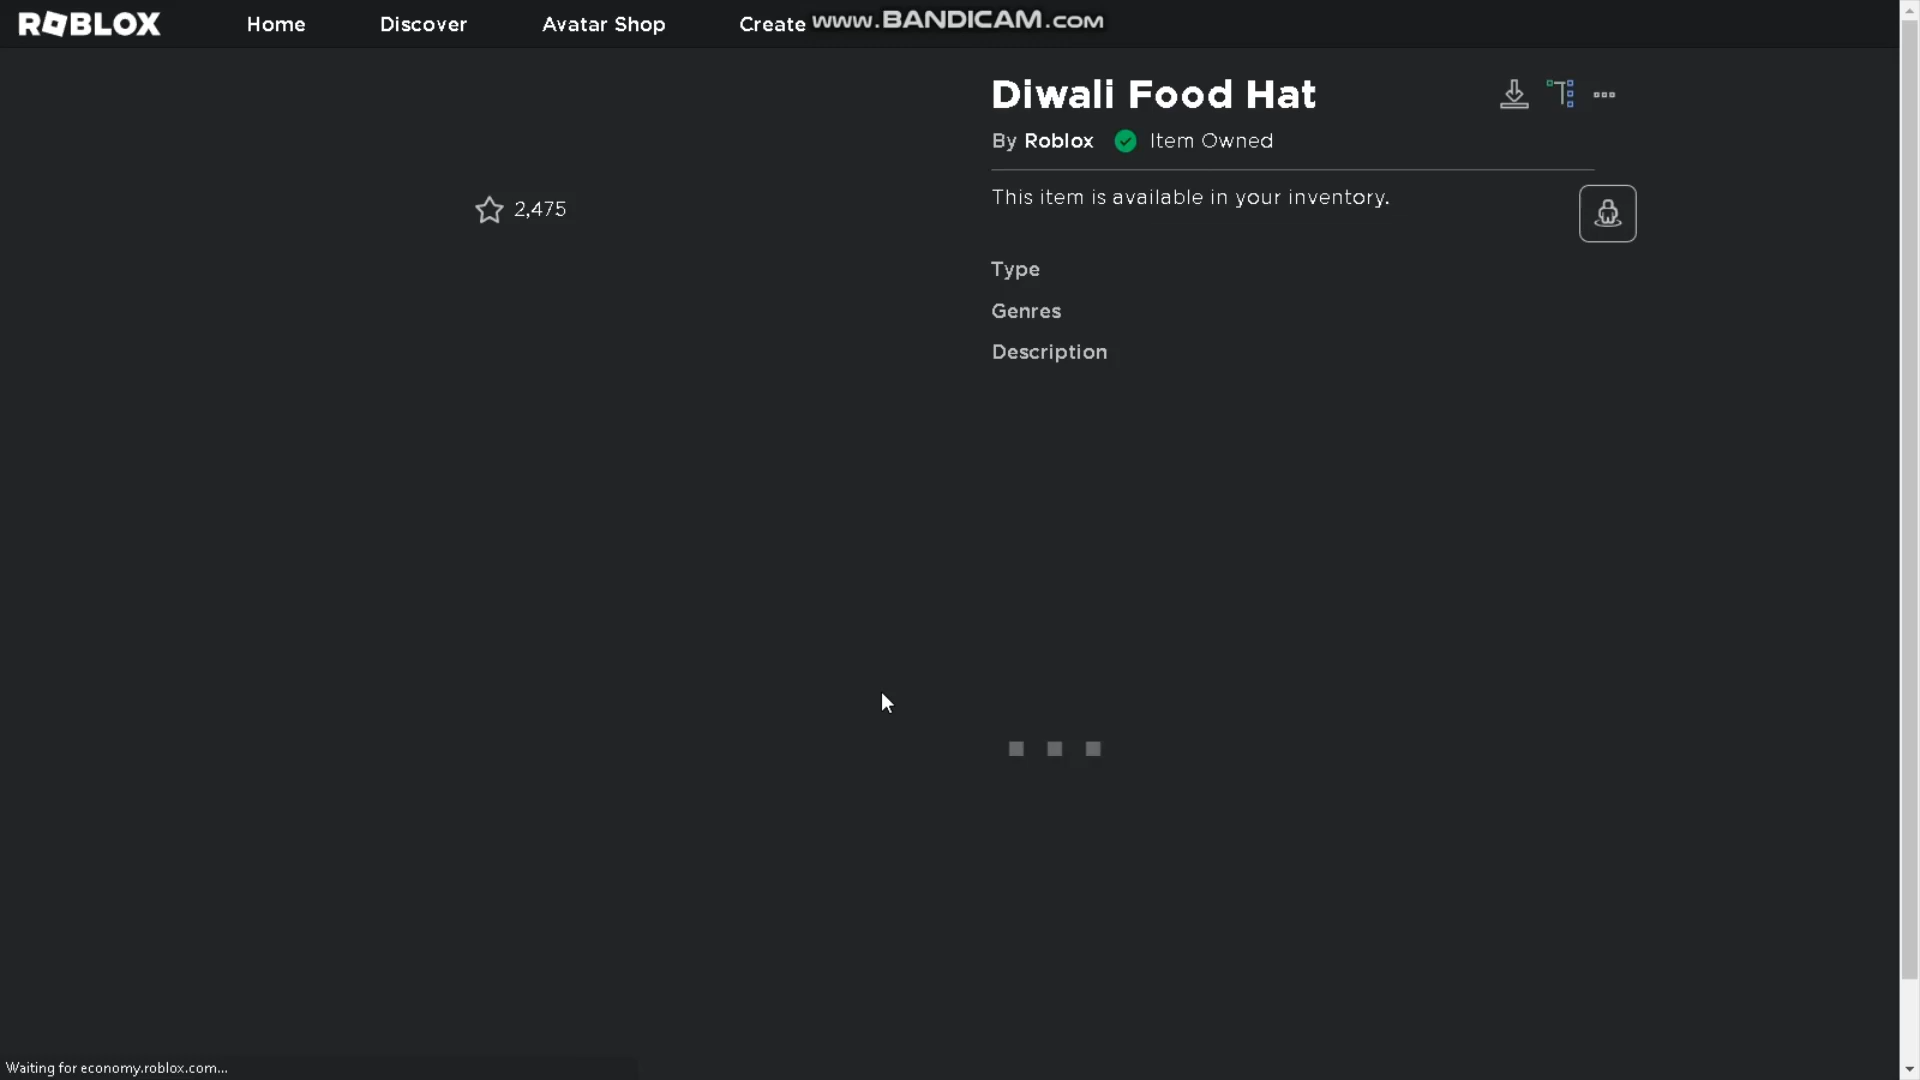 ROBLOX Home Discover Avatar Shop Create www.BANDICAM.com
Diwali Food Hat
By Roblox Item Owned
This item is available in your inventory.
2,475
Type
Genres
Description
Waiting for economy.roblox.com...